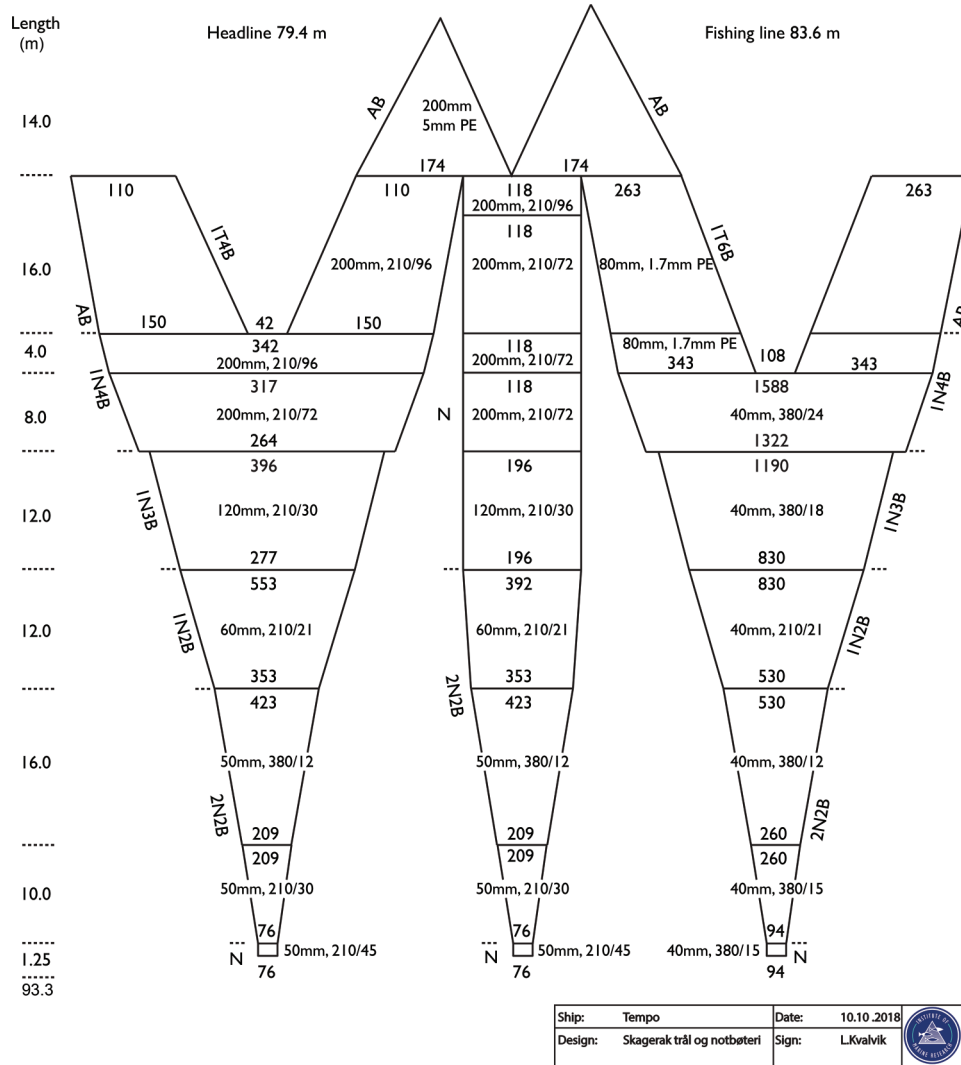 Length
(m)
Headline 79.4 m
Fishing line 83.6 m
14.0
AB
200mm
5mm PE
AB
174
174
110
110
118
263
263
200mm, 210/96
1T4B
118
1T6B
16.0
200mm, 210/96
200mm, 210/72
80mm, 1.7mm PE
AB
150
42
150
AB
4.0
342
118
80mm, 1.7mm PE
108
200mm, 210/96
200mm, 210/72
343
343
1N4B
317
118
1588
1N4B
8.0
200mm, 210/72
N
200mm, 210/72
40mm, 380/24
264
1322
396
196
1190
1N3B
1N3B
12.0
120mm, 210/30
120mm, 210/30
40mm, 380/18
277
196
830
553
392
830
1N2B
1N2B
12.0
60mm, 210/21
60mm, 210/21
40mm, 210/21
353
353
530
2N2B
423
423
530
16.0
50mm, 380/12
50mm, 380/12
40mm, 380/12
2N2B
2N2B
209
209
260
209
209
260
10.0
50mm, 210/30
50mm, 210/30
40mm, 380/15
76
76
94
1.25
N
50mm, 210/45
N
50mm, 210/45
40mm, 380/15
N
76
76
94
93.3
Ship: Tempo Date: 10.10 .2018
Design: Skagerak trål og notbøteri Sign: L.Kvalvik
INSTITUTE OF
MARINE RESEARCH